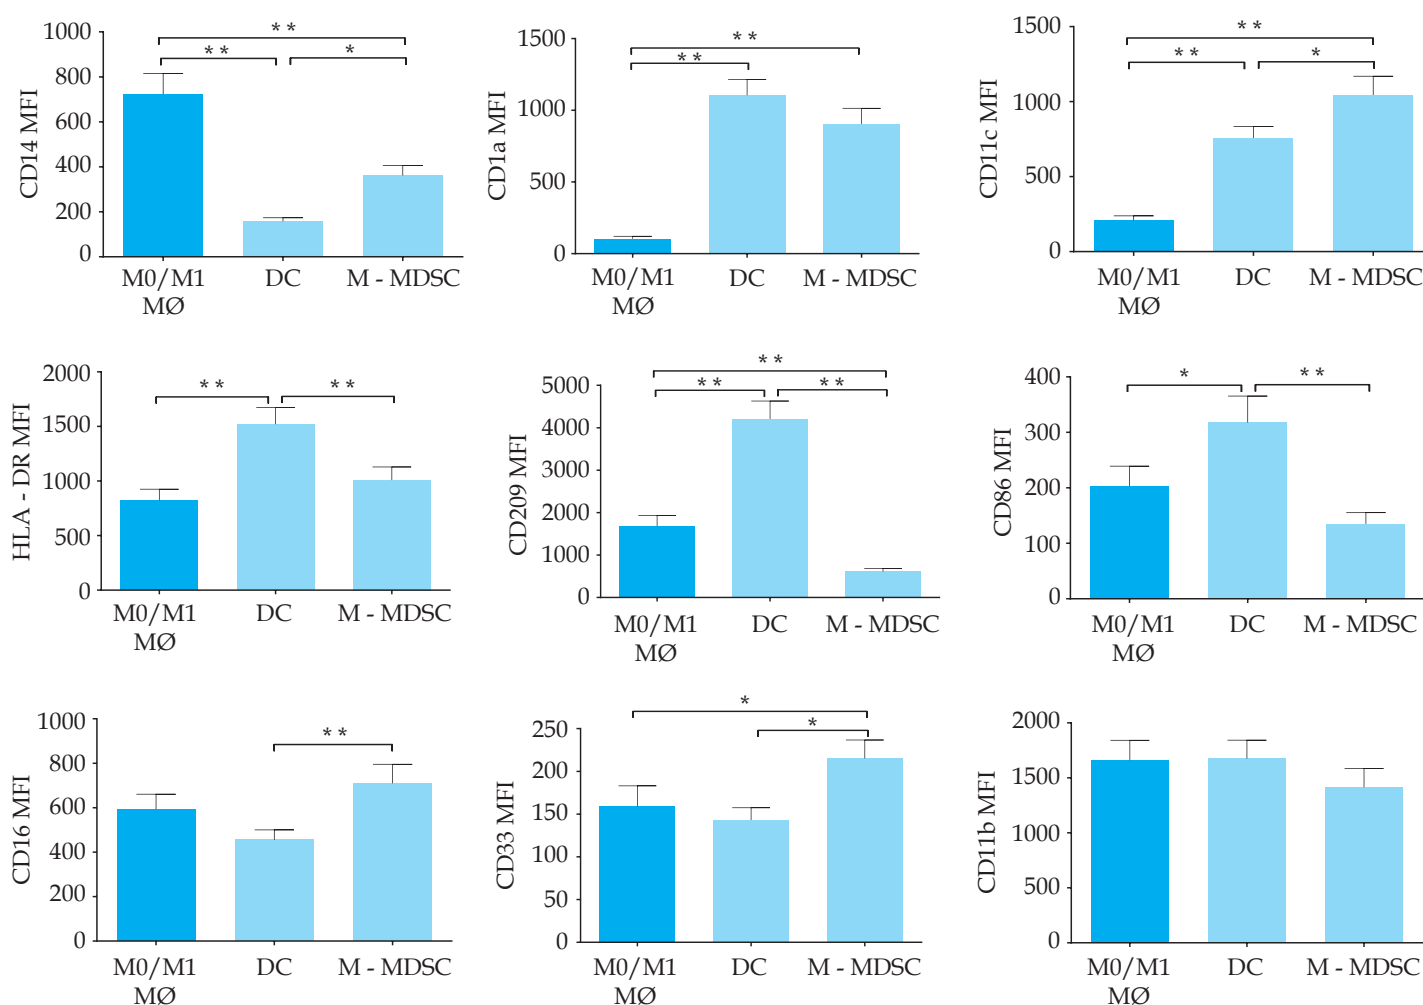 CD14 MFI
1000
800
600
400
200
0
* *
* *
*
M0/M1
MØ
DC
M - MDSC
CD1a MFI
1500
1000
500
0
* *
* *
M0/M1
MØ
DC
M - MDSC
CD11c MFI
1500
1000
500
0
* *
* *
*
M0/M1
MØ
DC
M - MDSC
HLA - DR MFI
2000
1500
1000
500
0
* *
* *
M0/M1
MØ
DC
M - MDSC
CD209 MFI
5000
4000
3000
2000
1000
0
* *
* *
* *
M0/M1
MØ
DC
M - MDSC
CD86 MFI
400
300
200
100
0
*
* *
M0/M1
MØ
DC
M - MDSC
CD16 MFI
1000
800
600
400
200
0
* *
M0/M1
MØ
DC
M - MDSC
CD33 MFI
250
200
150
100
50
0
*
*
M0/M1
MØ
DC
M - MDSC
CD11b MFI
2000
1500
1000
500
0
M0/M1
MØ
DC
M - MDSC